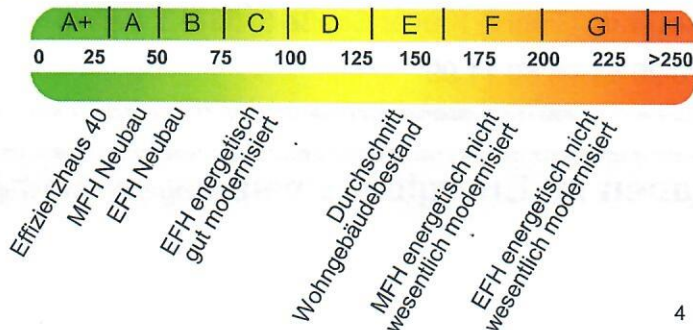 A+ A B C D E F G H
0 25 50 75 100 125 150 175 200 225 >250
Effizienzhaus 40
MFH Neubau
EFH Neubau
EFH energetisch
gut modernisiert
Durchschnitt
Wohngebäudebestand
MFH energetisch nicht
wesentlich modernisiert
EFH energetisch nicht
wesentlich modernisiert
4